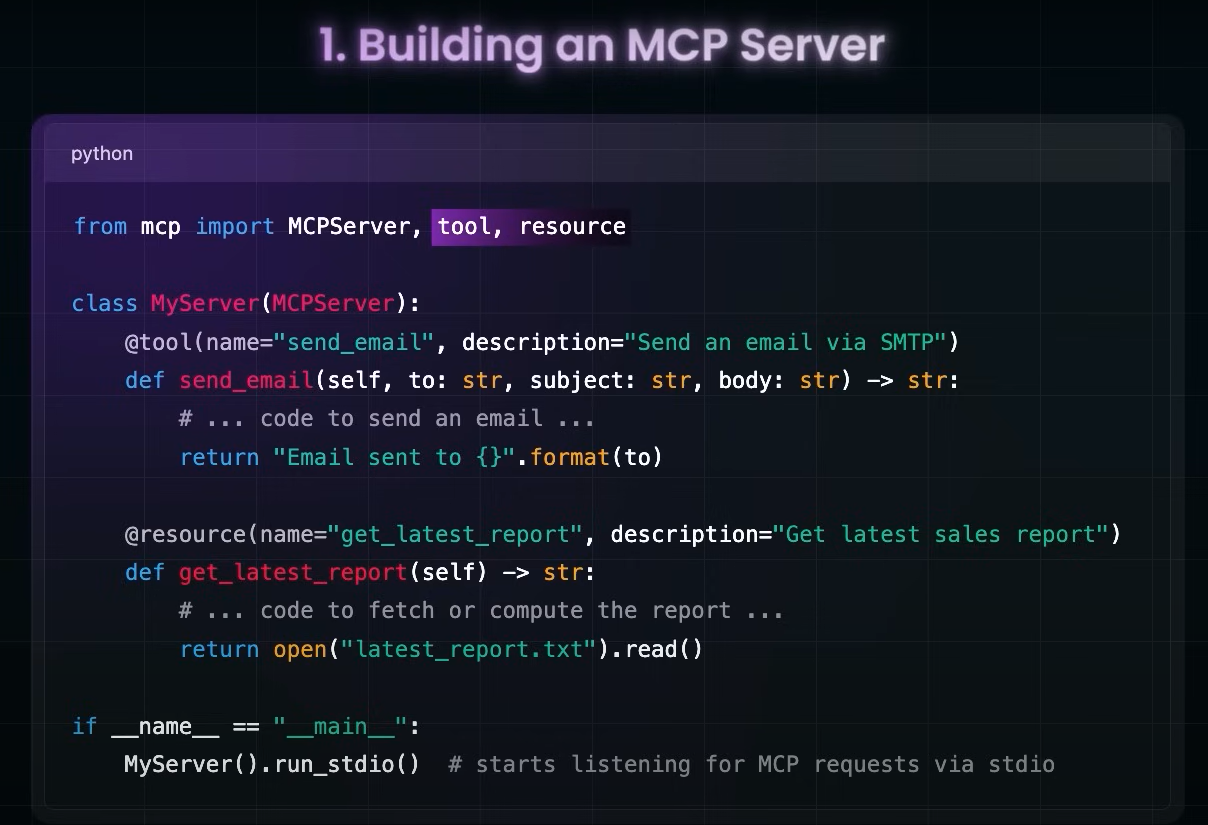 1. Building an MCP Server
python
from mcp import MCPServer, tool, resource
class MyServer(MCPServer):
    @tool(name="send_email", description="Send an email via SMTP")
    def send_email(self, to: str, subject: str, body: str) -> str:
        # ... code to send an email ...
        return "Email sent to {}".format(to)
    @resource(name="get_latest_report", description="Get latest sales report")
    def get_latest_report(self) -> str:
        # ... code to fetch or compute the report ...
        return open("latest_report.txt").read()
if __name__ == "__main__":
    MyServer().run_stdio()  # starts listening for MCP requests via stdio